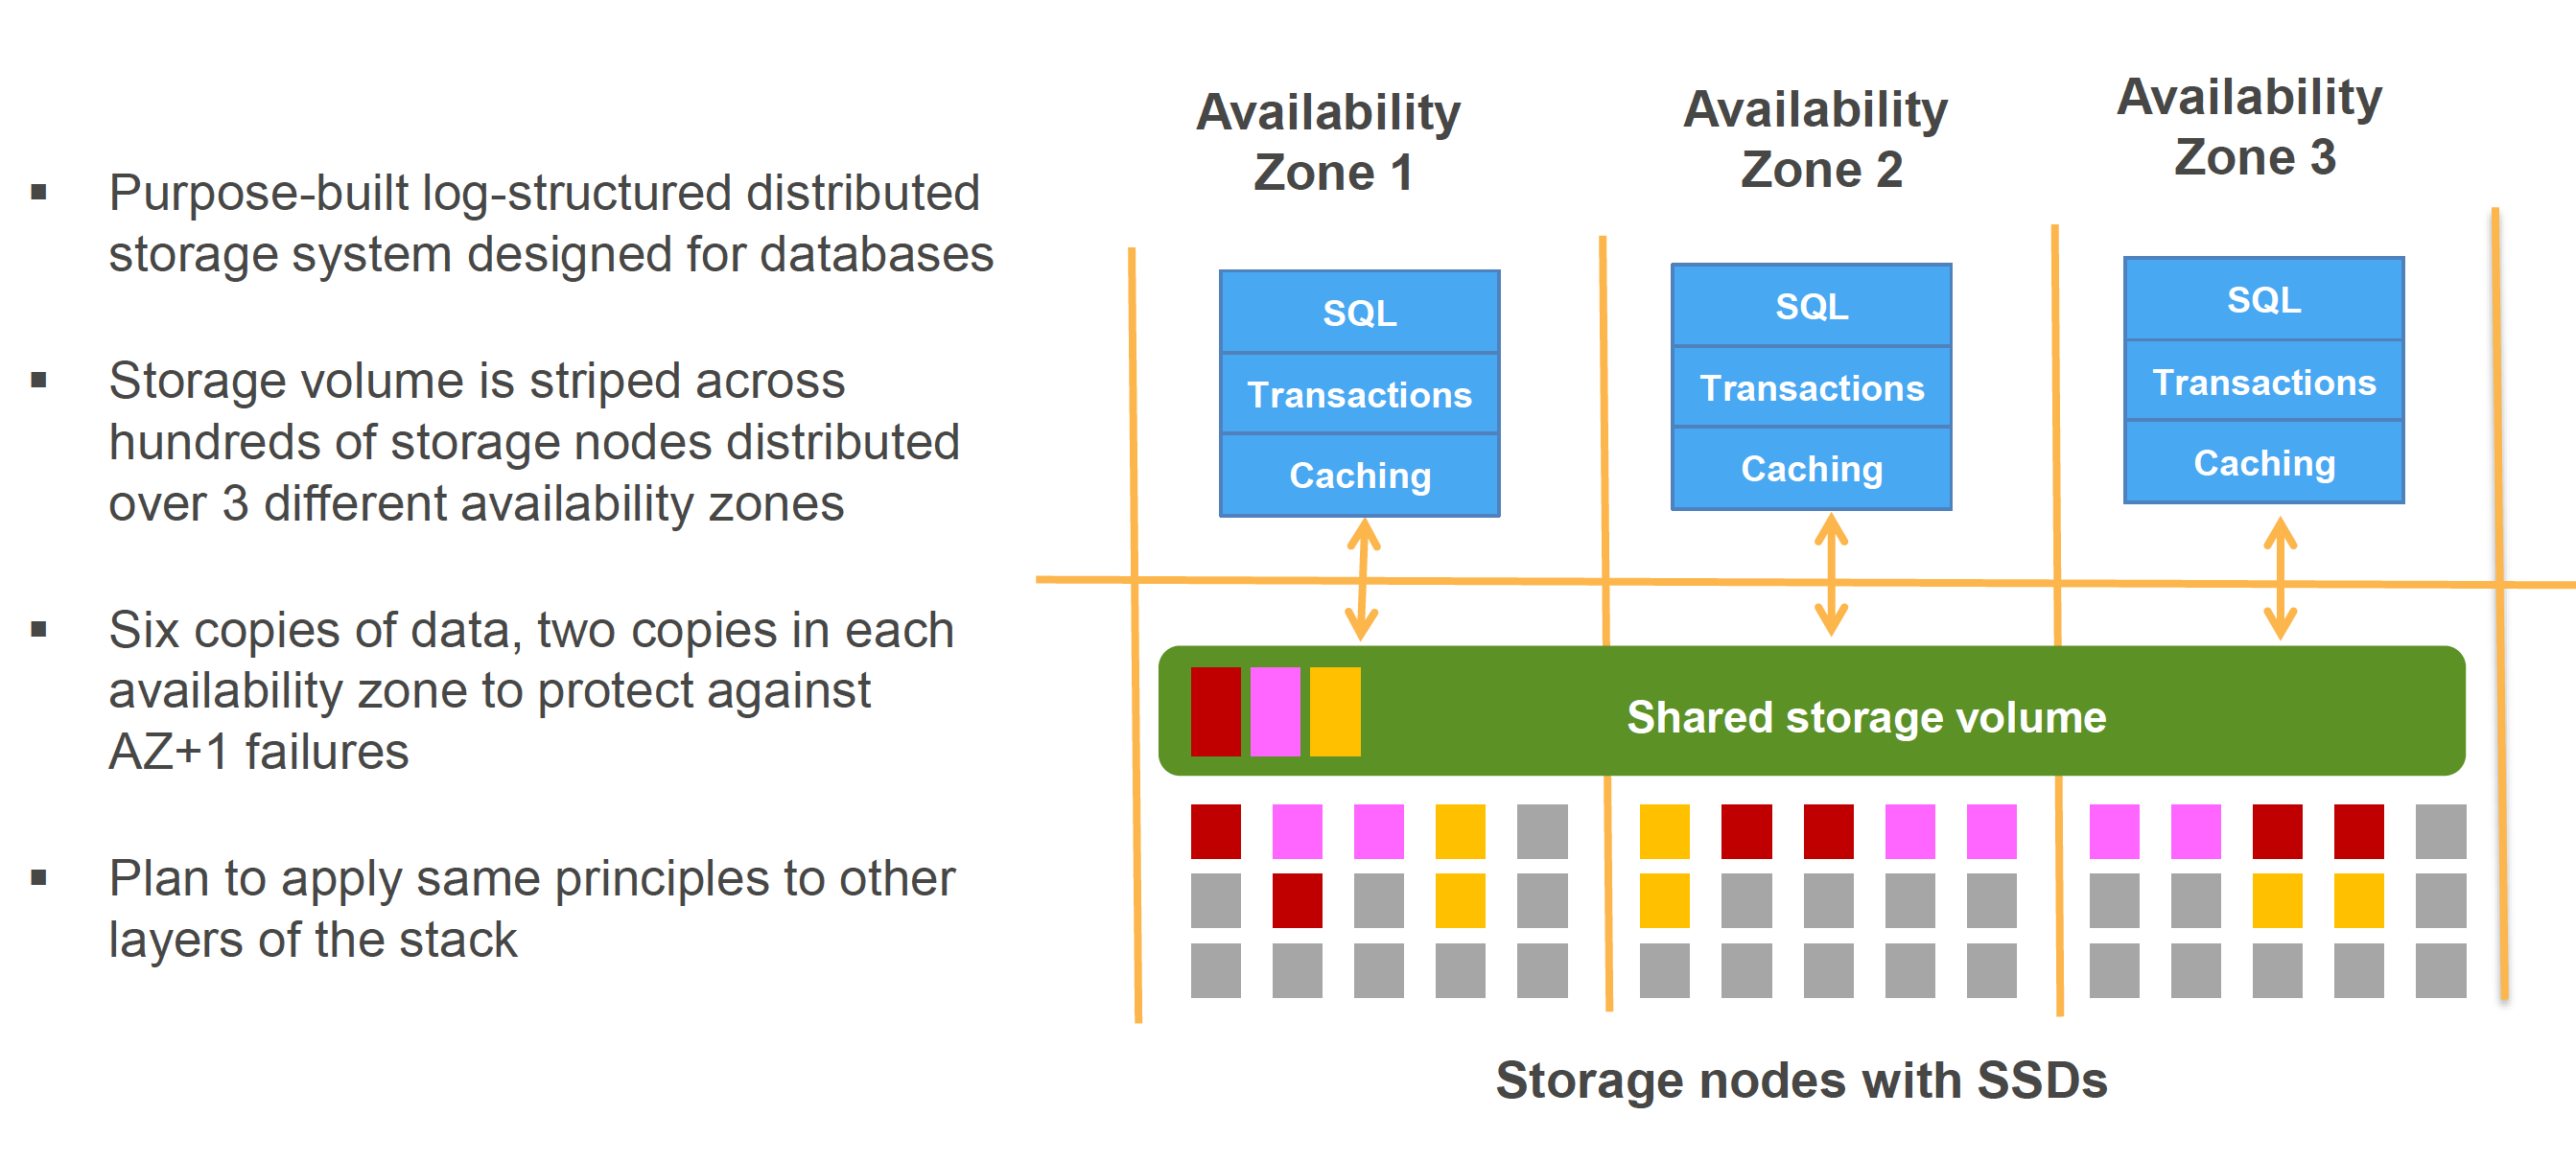 ▪ Purpose-built log-structured distributed
storage system designed for databases
▪ Storage volume is striped across
hundreds of storage nodes distributed
over 3 different availability zones
▪ Six copies of data, two copies in each
availability zone to protect against
AZ+1 failures
▪ Plan to apply same principles to other
layers of the stack
Availability
Zone 1
Availability
Zone 2
Availability
Zone 3
SQL
Transactions
Caching
SQL
Transactions
Caching
SQL
Transactions
Caching
Shared storage volume
Storage nodes with SSDs